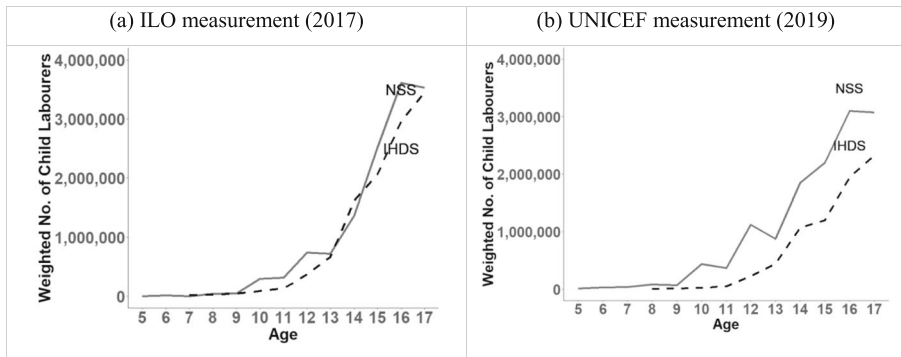 (a) ILO measurement (2017)
(b) UNICEF measurement (2019)
Weighted No. of Child Labourers
4,000,000
3,000,000
2,000,000
1,000,000
0
NSS
IHDS
5 6 7 8 9 10 11 12 13 14 15 16 17
Age
Weighted No. of Child Labourers
4,000,000
3,000,000
2,000,000
1,000,000
0
NSS
IHDS
5 6 7 8 9 10 11 12 13 14 15 16 17
Age